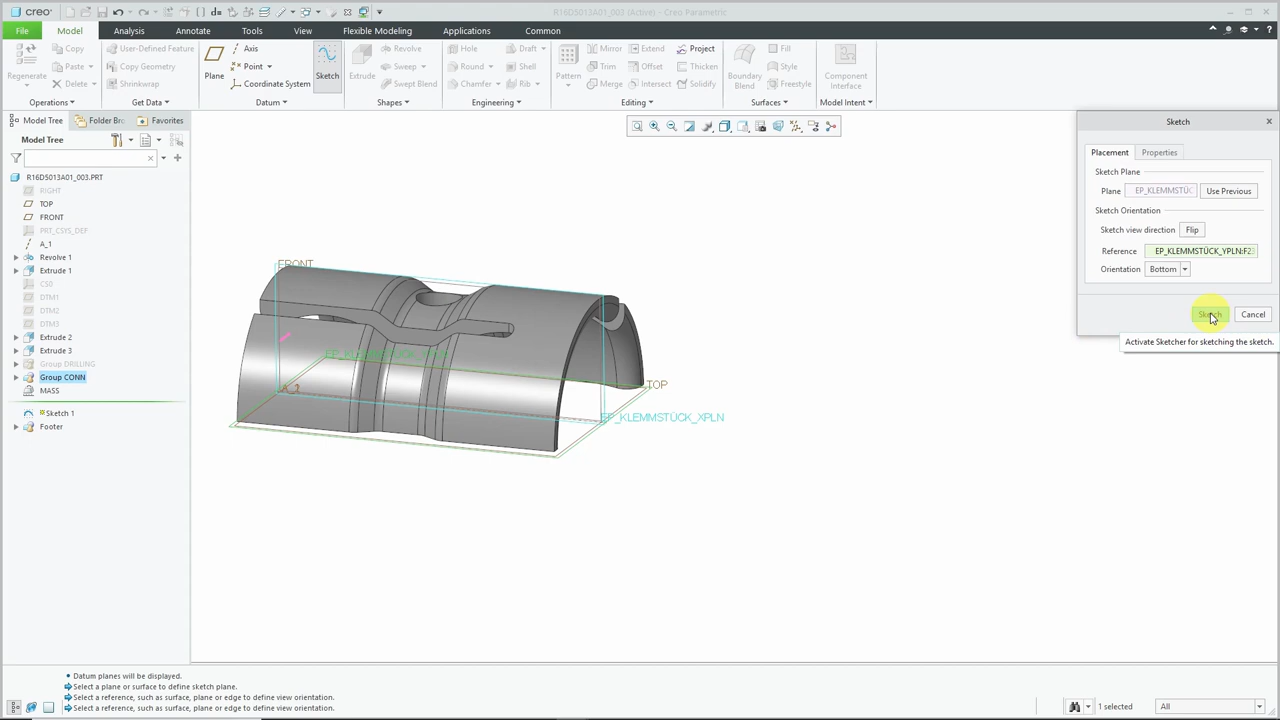 creo
R16D5013A01_003 (Active) - Creo Parametric
File Model Analysis Annotate Tools View Flexible Modeling Applications Common
Regenerate
Copy
Paste
Delete
Operations
User-Defined Feature
Copy Geometry
Shrinkwrap
Get Data
Plane
Axis
Point
Coordinate System
Sketch
Datum
Extrude
Revolve
Sweep
Swept Blend
Shapes
Hole
Round
Chamfer
Draft
Shell
Rib
Engineering
Pattern
Mirror
Trim
Merge
Extend
Offset
Intersect
Project
Thicken
Solidify
Editing
Boundary
Blend
Fill
Style
Freestyle
Surfaces
Component
Interface
Model Intent
Model Tree Folder Bro Favorites
Model Tree
R16D5013A01_003.PRT
RIGHT
TOP
FRONT
PRT_CSYS_DEF
A_1
Revolve 1
Extrude 1
CS0
DTM1
DTM2
DTM3
Extrude 2
Extrude 3
Group DRILLING
Group CONN
MASS
Sketch 1
Footer
FRONT
A_1
TOP
EP_KLEMMSTÜCK_XPLN
Sketch
Placement Properties
Sketch Plane
Plane EP_KLEMMSTÜC Use Previous
Sketch Orientation
Sketch view direction Flip
Reference EP_KLEMMSTÜCK_YPLN:F2
Orientation Bottom
Sketch Cancel
Activate Sketcher for sketching the sketch.
Datum planes will be displayed.
Select a plane or surface to define sketch plane.
Select a reference, such as surface, plane or edge to define view orientation.
Select a reference, such as surface, plane or edge to define view orientation.
1 selected
All